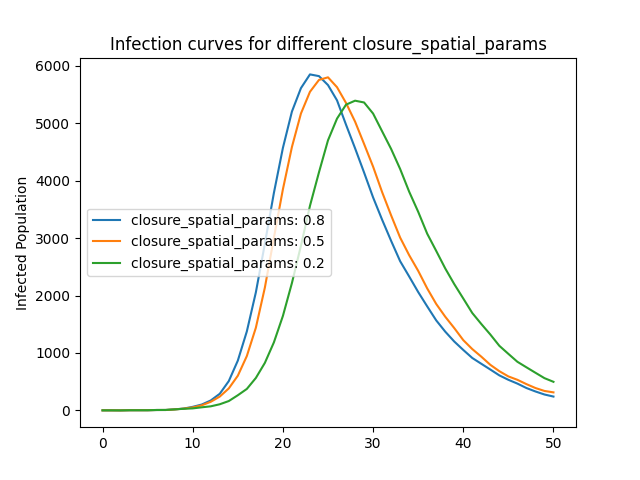 Infection curves for different closure_spatial_params
6000
5000
4000
3000
2000
1000
0
Infected Population
closure_spatial_params: 0.8
closure_spatial_params: 0.5
closure_spatial_params: 0.2
0 10 20 30 40 50